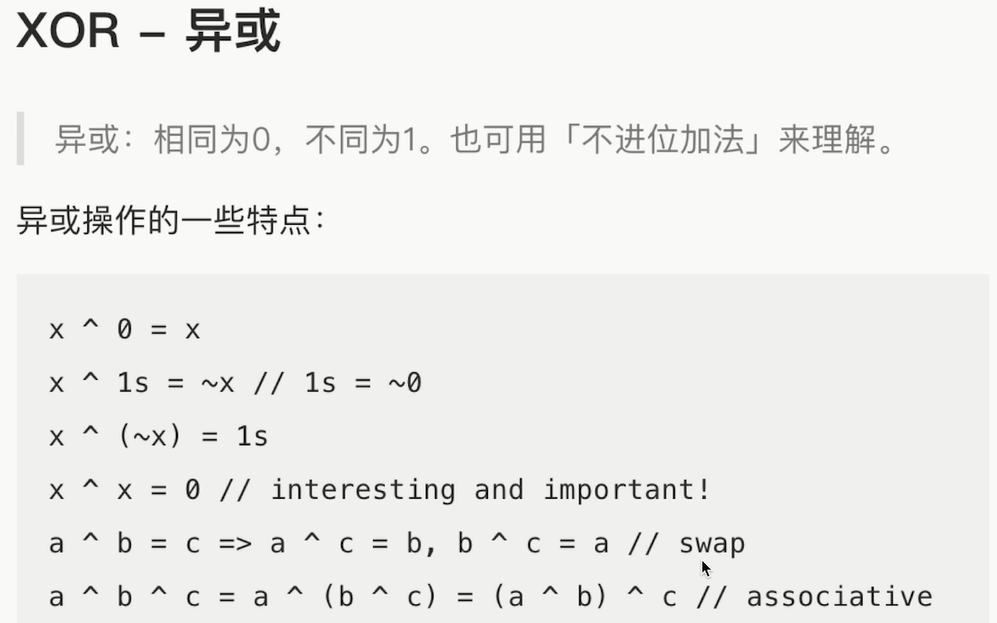 XOR – 异或
异或：相同为0，不同为1。也可用「不进位加法」来理解。
异或操作的一些特点：
x ^ 0 = x
x ^ 1s = ~x // 1s = ~0
x ^ (~x) = 1s
x ^ x = 0 // interesting and important!
a ^ b = c => a ^ c = b, b ^ c = a // swap
a ^ b ^ c = a ^ (b ^ c) = (a ^ b) ^ c // associative